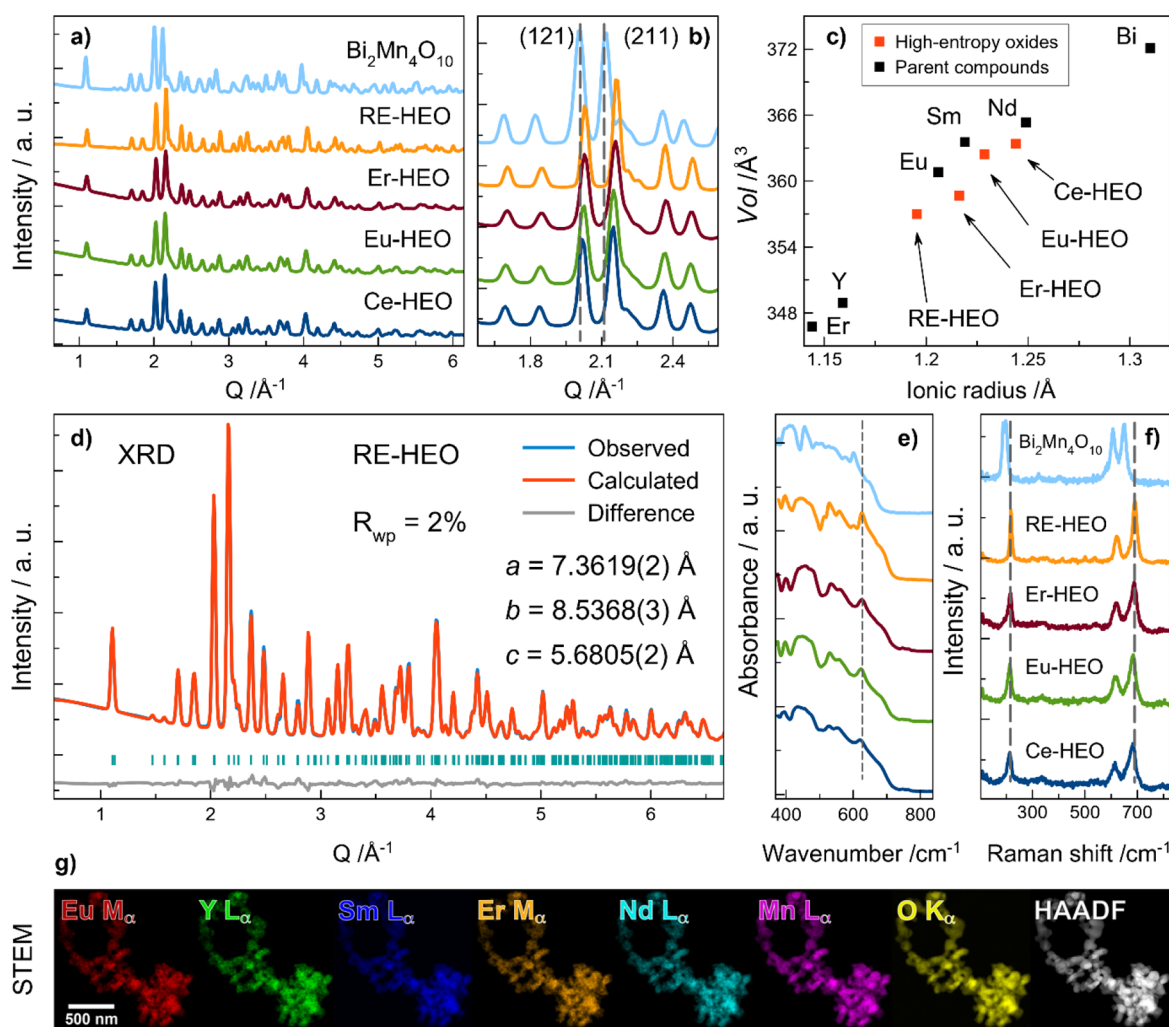 a)
Bi₂Mn₄O₁₀
RE-HEO
Er-HEO
Eu-HEO
Ce-HEO
Intensity / a. u.
1 2 3 4 5 6
Q /Å⁻¹
(121) b)
(211)
1.8 2.1 2.4
Q /Å⁻¹
c)
High-entropy oxides
Parent compounds
Bi
Nd
Sm
Eu
Ce-HEO
Eu-HEO
Er-HEO
RE-HEO
Y
Er
Vol /Å³
372
366
360
354
348
1.15 1.2 1.25 1.3
Ionic radius /Å
d)
XRD
RE-HEO
Observed
Calculated
Difference
R_wp = 2%
a = 7.3619(2) Å
b = 8.5368(3) Å
c = 5.6805(2) Å
Intensity / a. u.
1 2 3 4 5 6
Q /Å⁻¹
e)
Absorbance / a. u.
400 600 800
Wavenumber /cm⁻¹
f)
Bi₂Mn₄O₁₀
RE-HEO
Er-HEO
Eu-HEO
Ce-HEO
Intensity / a. u.
300 500 700
Raman shift /cm⁻¹
g)
STEM
Eu Mα
Y Lα
Sm Lα
Er Mα
Nd Lα
Mn Lα
O Kα
HAADF
500 nm